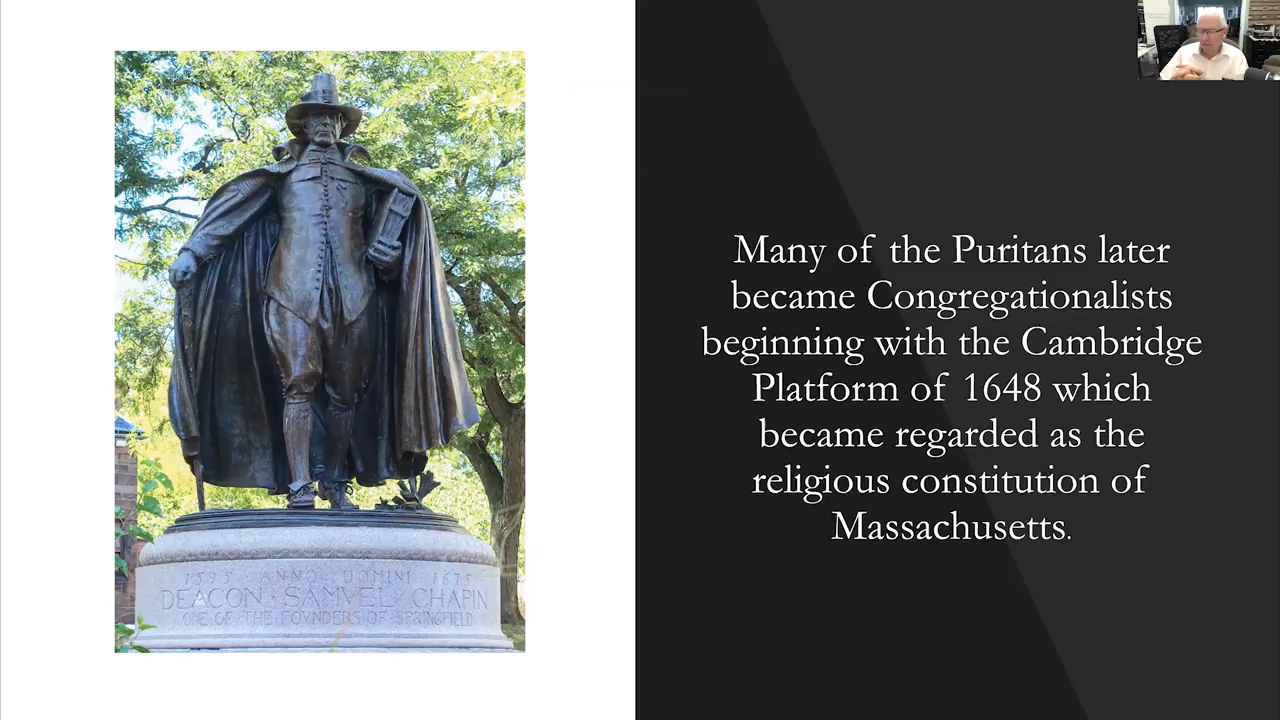 1595 ANNO DOMINI 1675
DEACON · SAMVEL · CHAPIN
ONE · OF · THE · FOVNDERS · OF · SPRINGFIELD
Many of the Puritans later
became Congregationalists
beginning with the Cambridge
Platform of 1648 which
became regarded as the
religious constitution of
Massachusetts.